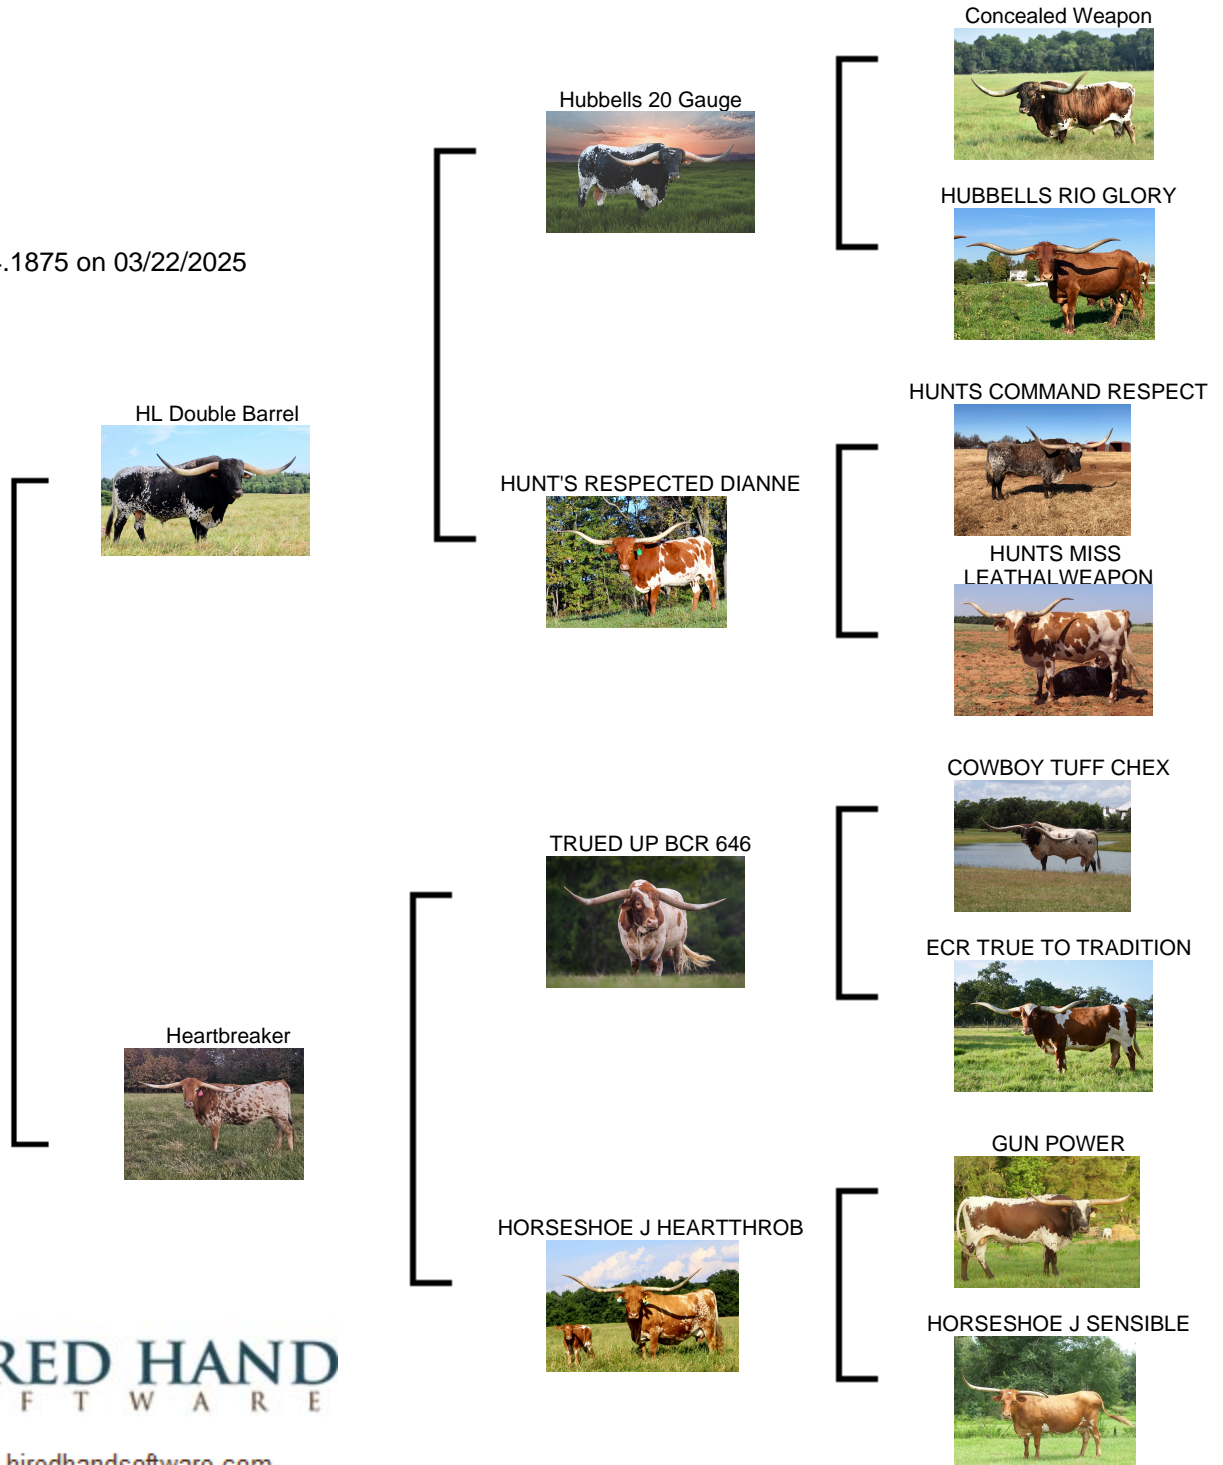 Concealed Weapon
Hubbells 20 Gauge
HUBBELLS RIO GLORY
.1875 on 03/22/2025
HUNTS COMMAND RESPECT
HL Double Barrel
HUNT'S RESPECTED DIANNE
HUNTS MISS
LEATHALWEAPON
COWBOY TUFF CHEX
TRUED UP BCR 646
ECR TRUE TO TRADITION
Heartbreaker
GUN POWER
HORSESHOE J HEARTTHROB
HORSESHOE J SENSIBLE
RED HAND
F T W A R E
hiredhandsoftware.com